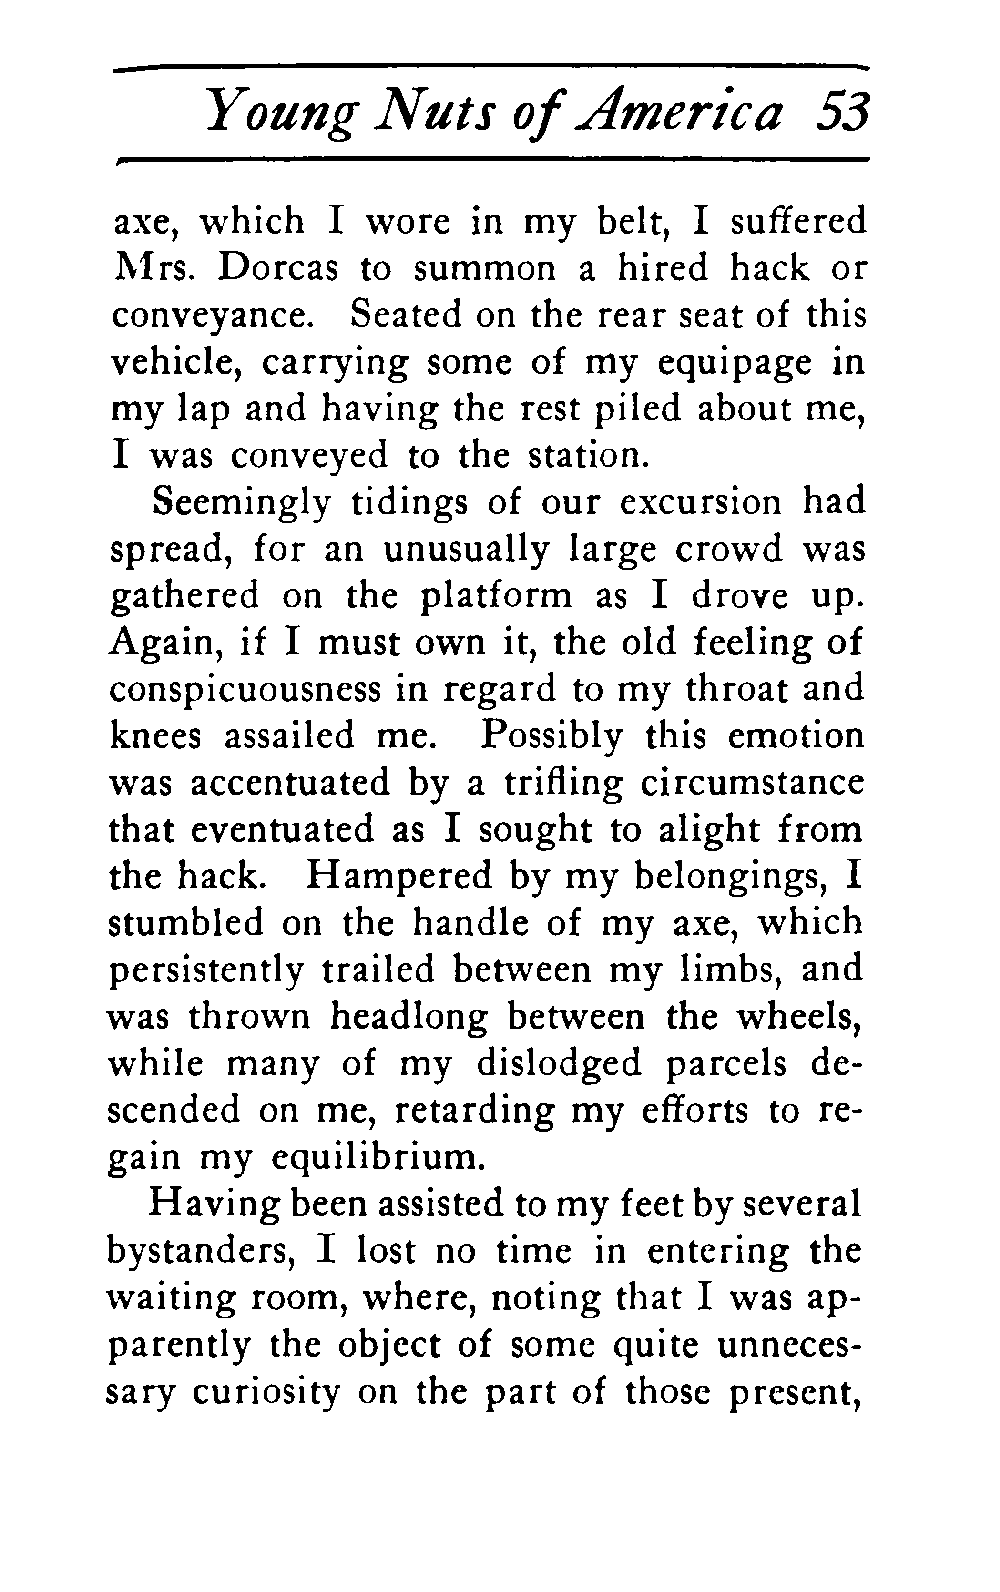 Young Nuts of America 53
axe, which I wore in my belt, I suffered
Mrs. Dorcas to summon a hired hack or
conveyance. Seated on the rear seat of this
vehicle, carrying some of my equipage in
my lap and having the rest piled about me,
I was conveyed to the station.
Seemingly tidings of our excursion had
spread, for an unusually large crowd was
gathered on the platform as I drove up.
Again, if I must own it, the old feeling of
conspicuousness in regard to my throat and
knees assailed me. Possibly this emotion
was accentuated by a trifling circumstance
that eventuated as I sought to alight from
the hack. Hampered by my belongings, I
stumbled on the handle of my axe, which
persistently trailed between my limbs, and
was thrown headlong between the wheels,
while many of my dislodged parcels de-
scended on me, retarding my efforts to re-
gain my equilibrium.
Having been assisted to my feet by several
bystanders, I lost no time in entering the
waiting room, where, noting that I was ap-
parently the object of some quite unneces-
sary curiosity on the part of those present,